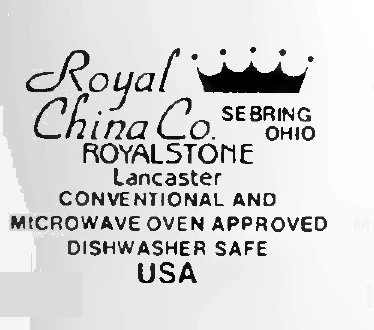 Royal
China Co. SEBRING
OHIO
ROYALSTONE
Lancaster
CONVENTIONAL AND
MICROWAVE OVEN APPROVED
DISHWASHER SAFE
USA